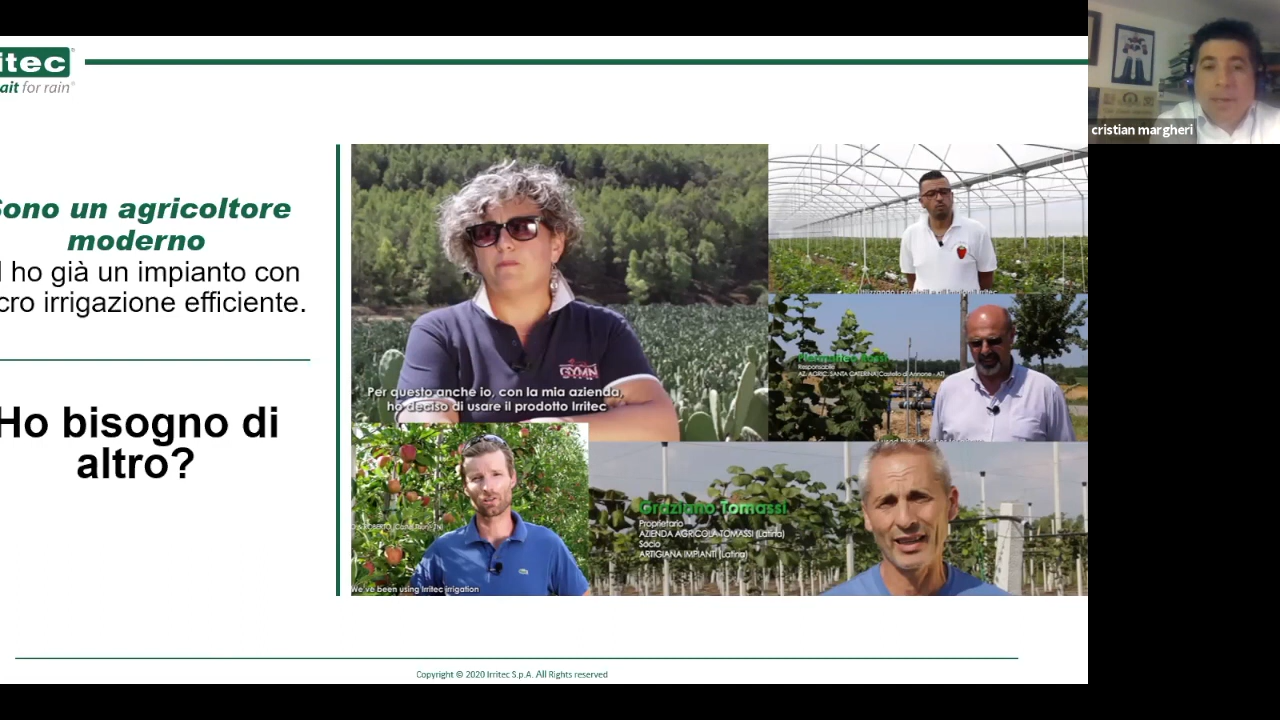 itec
ait for rain
cristian margheri
Sono un agricoltore
moderno
ho già un impianto con
cro irrigazione efficiente.
Ho bisogno di
altro?
Per questo anche io, con la mia azienda,
ho deciso di usare il prodotto Irritec
Responsabile
AZ. AGRIC. SANTA CATERINA (Castello di Annone - AT)
We've been using Irritec irrigation
Graziano Tomassi
Proprietario
AZIENDA AGRICOLA TOMASSI (Latina)
Socio
ARTIGIANA IMPIANTI (Latina)
Copyright © 2020 Irritec S.p.A. All Rights reserved